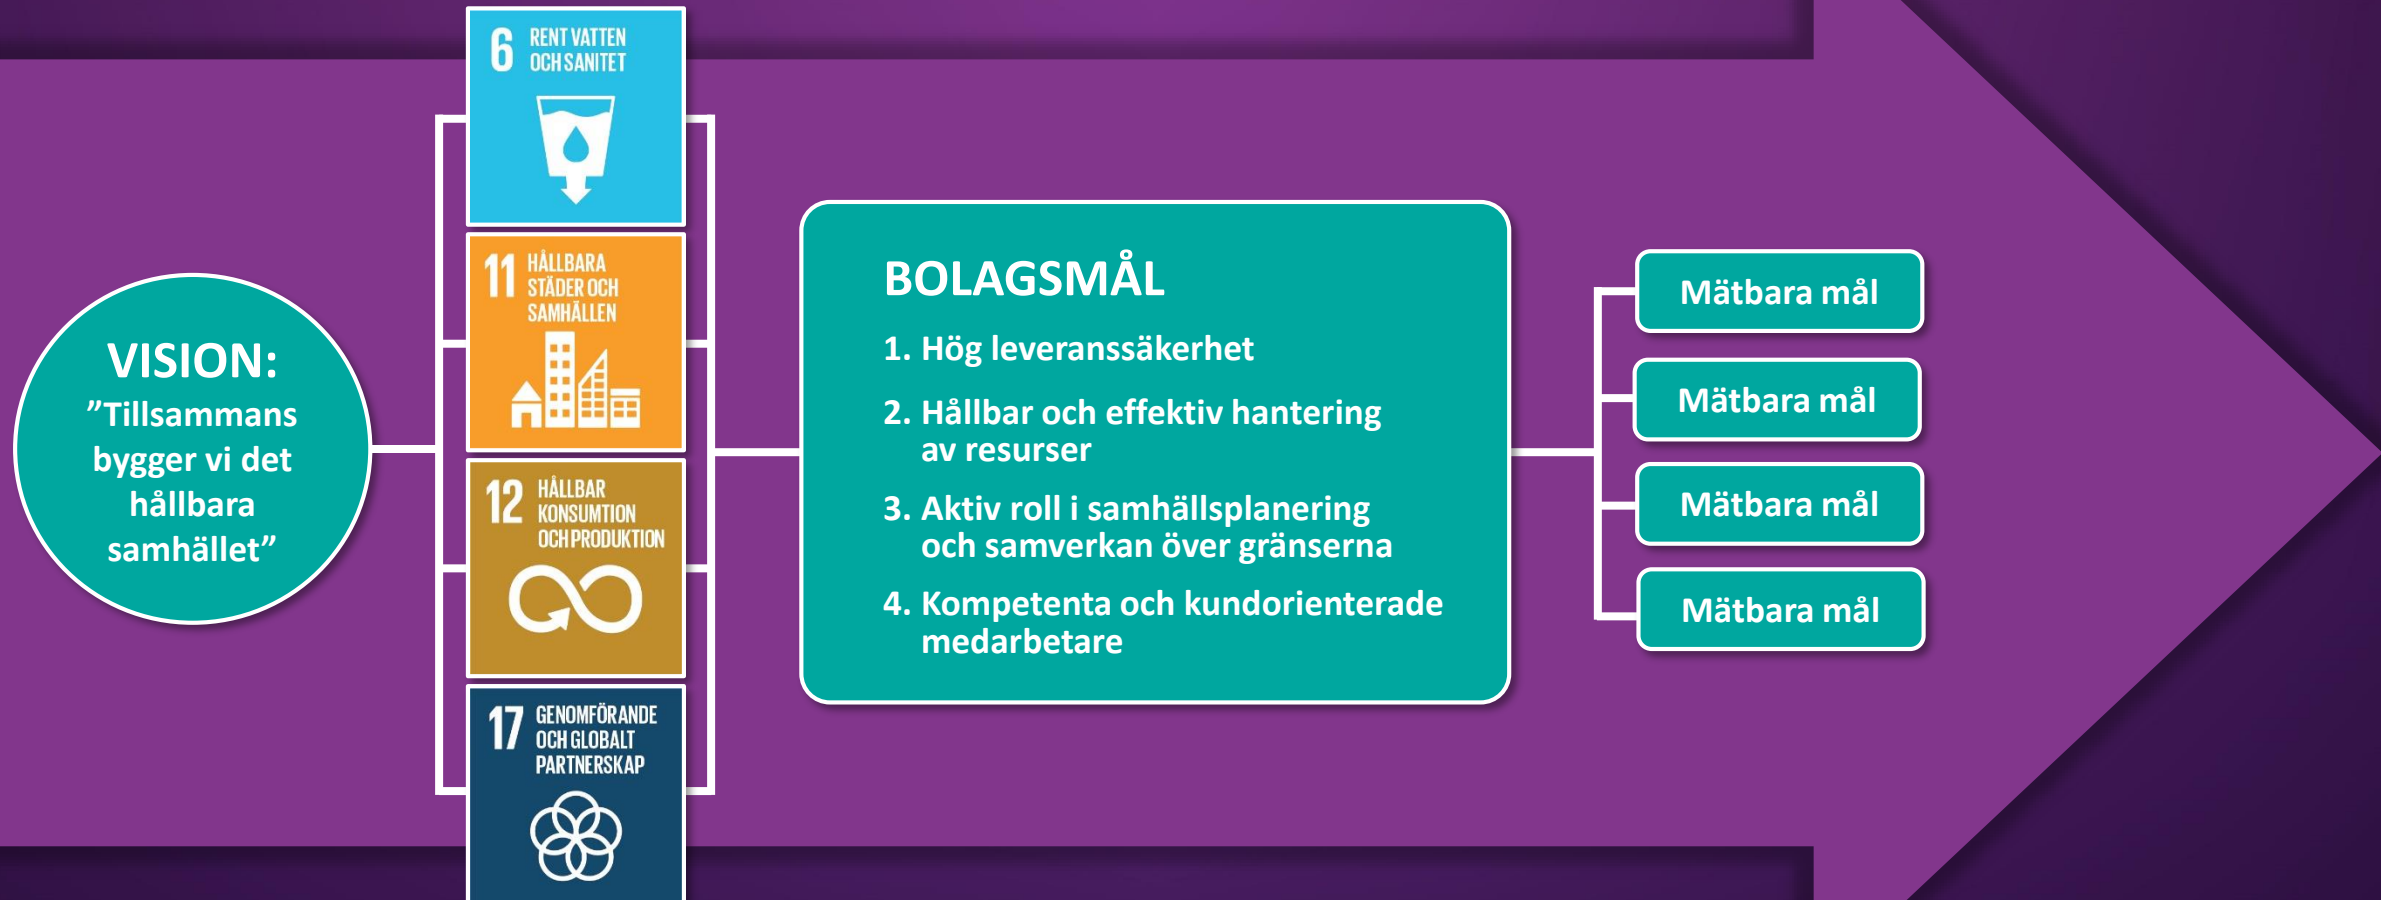 VISION:
”Tillsammans
bygger vi det
hållbara
samhället”
6 RENT VATTEN
OCH SANITET
11 HÅLLBARA
STÄDER OCH
SAMHÄLLEN
12 HÅLLBAR
KONSUMTION
OCH PRODUKTION
17 GENOMFÖRANDE
OCH GLOBALT
PARTNERSKAP
BOLAGSMÅL
1. Hög leveranssäkerhet
2. Hållbar och effektiv hantering
av resurser
3. Aktiv roll i samhällsplanering
och samverkan över gränserna
4. Kompetenta och kundorienterade
medarbetare
Mätbara mål
Mätbara mål
Mätbara mål
Mätbara mål